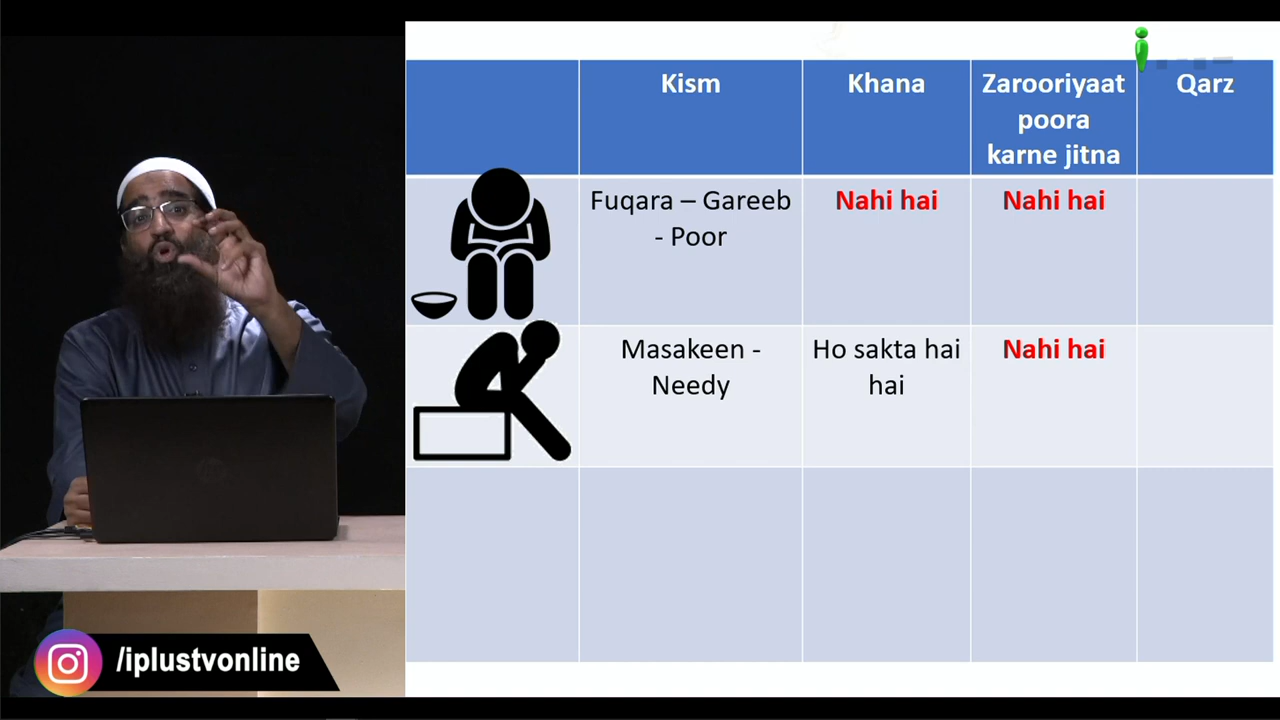 Kism
Khana
Zarooriyaat
poora
karne jitna
Qarz
Fuqara – Gareeb
- Poor
Nahi hai
Nahi hai
Masakeen -
Needy
Ho sakta hai
hai
Nahi hai
/iplustvonline